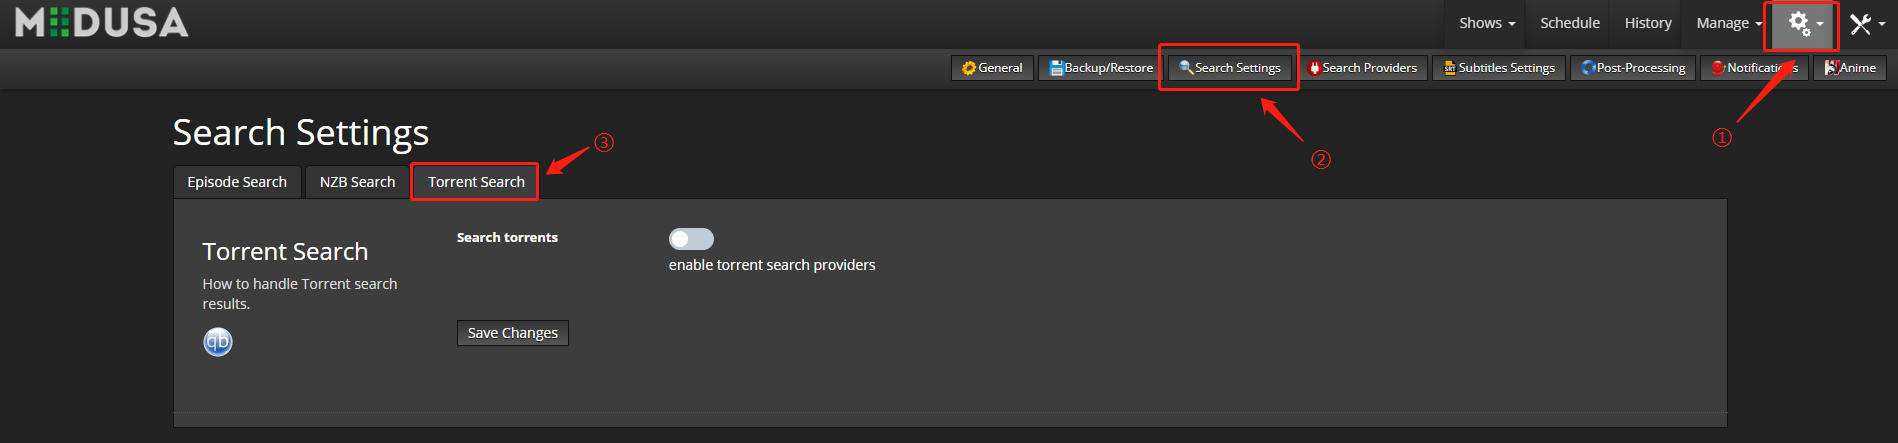 MEDUSA
Shows Schedule History Manage
General Backup/Restore Search Settings Search Providers Subtitles Settings Post-Processing Notifications Anime
①
②
Search Settings
③
Episode Search NZB Search Torrent Search
Torrent Search
How to handle Torrent search
results.
qb
Search torrents
enable torrent search providers
Save Changes